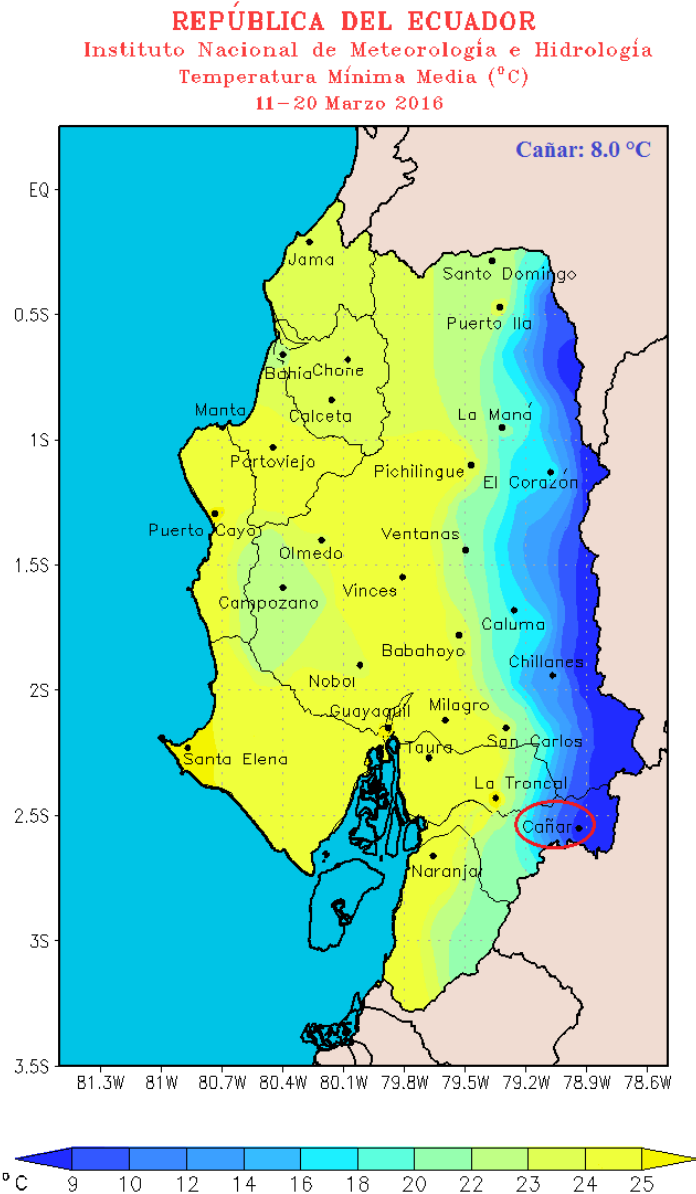 REPÚBLICA DEL ECUADOR
Instituto Nacional de Meteorología e Hidrología
Temperatura Mínima Media (°C)
11-20 Marzo 2016
Cañar: 8.0 °C
EQ
Jama
Santo Domingo
0.5S
Puerto Ila
Bahía
Chone
Manta
Calceta
La Maná
1S
Portoviejo
Pichilingue
El Corazón
Puerto Cayo
Olmedo
Ventanas
1.5S
Campozano
Vinces
Caluma
Babahoyo
Chillanes
2S
Nobol
Guayaquil
Milagro
San Carlos
Santa Elena
Taura
La Troncal
2.5S
Cañar
Naranjal
3S
3.5S
81.3W 81W 80.7W 80.4W 80.1W 79.8W 79.5W 79.2W 78.9W 78.6W
°C 9 10 12 14 16 18 20 22 23 24 25